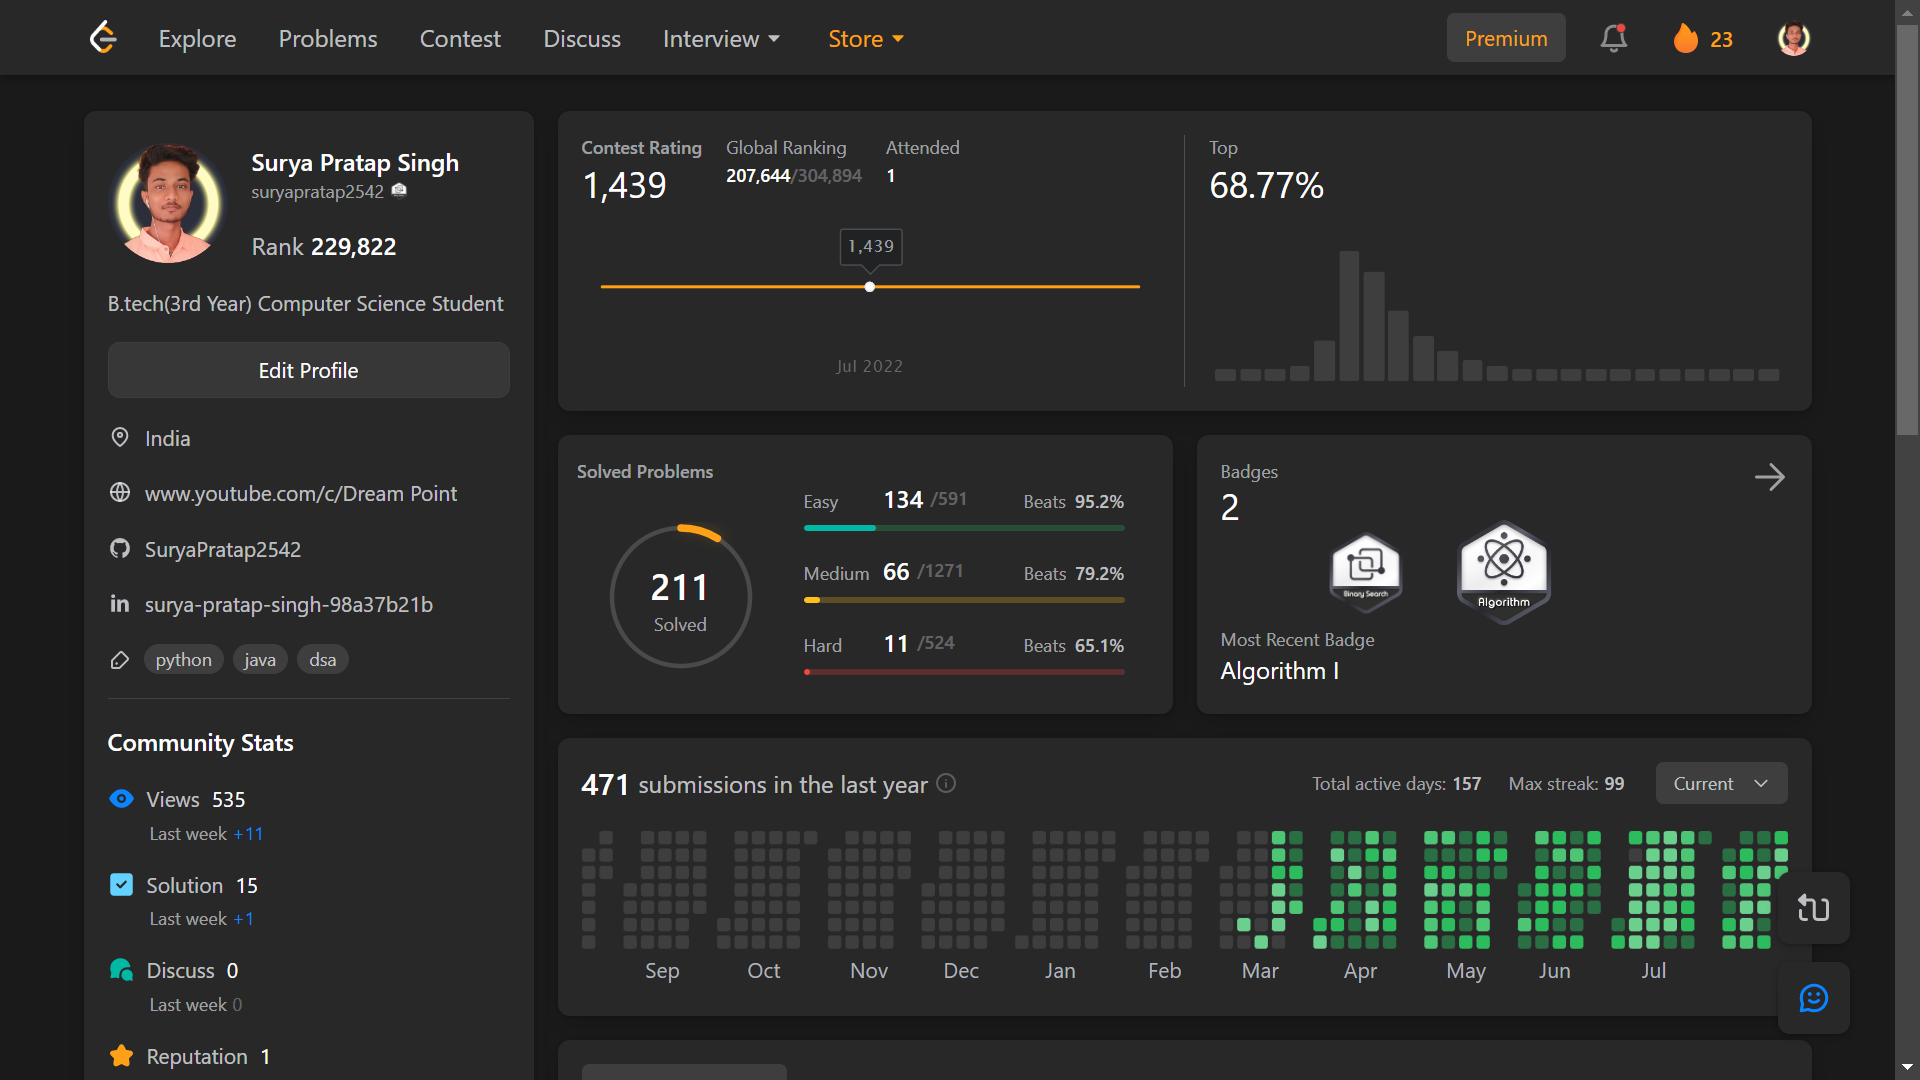 Explore Problems Contest Discuss Interview Store Premium 23
Surya Pratap Singh
suryapratap2542
Rank 229,822
B.tech(3rd Year) Computer Science Student
Edit Profile
India
www.youtube.com/c/Dream Point
SuryaPratap2542
surya-pratap-singh-98a37b21b
python java dsa
Community Stats
Views 535
Last week +11
Solution 15
Last week +1
Discuss 0
Last week 0
Reputation 1
Contest Rating Global Ranking Attended
1,439 207,644/304,894 1
1,439
Jul 2022
Top
68.77%
Solved Problems
211
Solved
Easy 134 /591 Beats 95.2%
Medium 66 /1271 Beats 79.2%
Hard 11 /524 Beats 65.1%
Badges
2
Binary Search
Algorithm
Most Recent Badge
Algorithm I
471 submissions in the last year Total active days: 157 Max streak: 99 Current
Sep Oct Nov Dec Jan Feb Mar Apr May Jun Jul